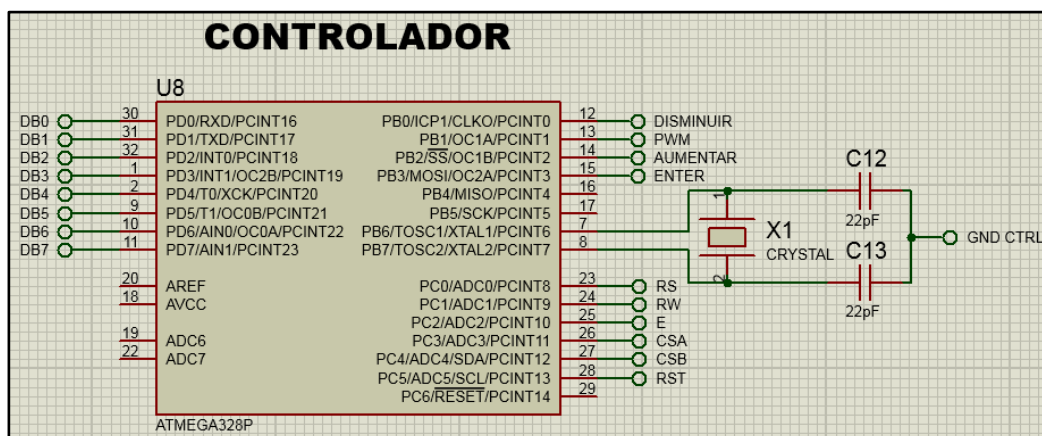 CONTROLADOR
U8
DB0 30 PD0/RXD/PCINT16 PB0/ICP1/CLKO/PCINT0 12 DISMINUIR
DB1 31 PD1/TXD/PCINT17 PB1/OC1A/PCINT1 13 PWM
DB2 32 PD2/INT0/PCINT18 PB2/SS/OC1B/PCINT2 14 AUMENTAR
DB3 1 PD3/INT1/OC2B/PCINT19 PB3/MOSI/OC2A/PCINT3 15 ENTER
DB4 2 PD4/T0/XCK/PCINT20 PB4/MISO/PCINT4 16
DB5 9 PD5/T1/OC0B/PCINT21 PB5/SCK/PCINT5 17
DB6 10 PD6/AIN0/OC0A/PCINT22 PB6/TOSC1/XTAL1/PCINT6 7
DB7 11 PD7/AIN1/PCINT23 PB7/TOSC2/XTAL2/PCINT7 8
20 AREF PC0/ADC0/PCINT8 23 RS
18 AVCC PC1/ADC1/PCINT9 24 RW
PC2/ADC2/PCINT10 25 E
19 ADC6 PC3/ADC3/PCINT11 26 CSA
22 ADC7 PC4/ADC4/SDA/PCINT12 27 CSB
PC5/ADC5/SCL/PCINT13 28 RST
PC6/RESET/PCINT14 29
ATMEGA328P
C12
22pF
1
X1
CRYSTAL
2
C13
22pF
GND CTRL